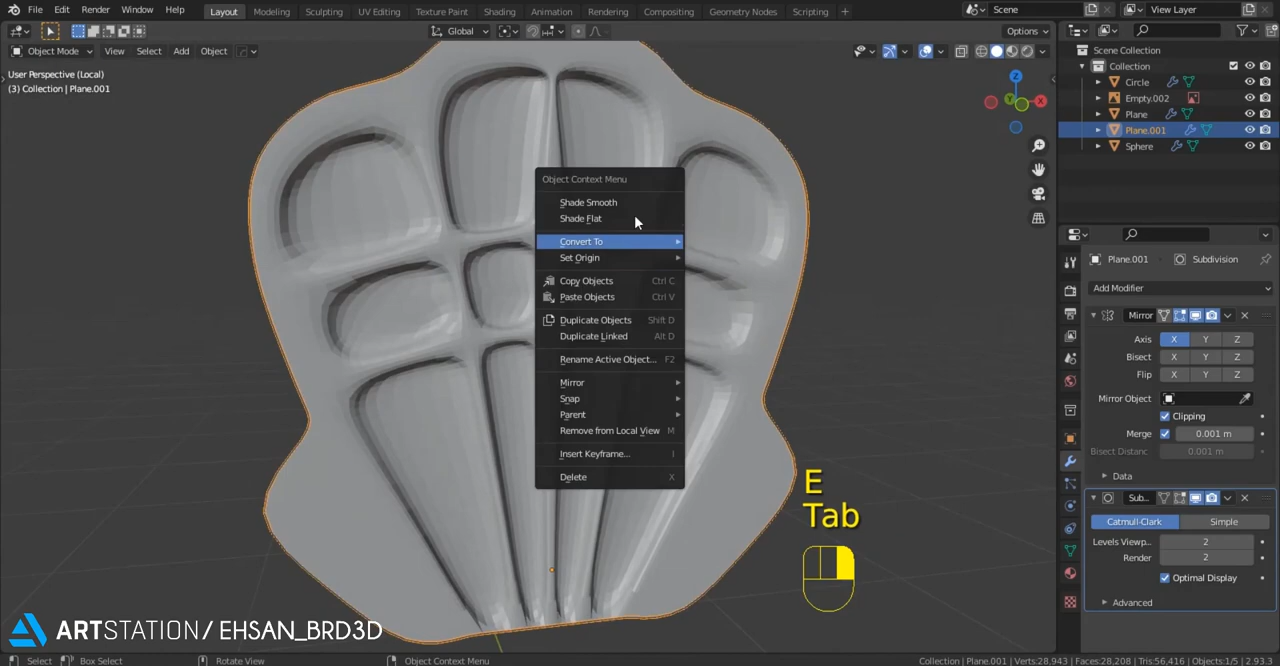 File Edit Render Window Help Layout Modeling Sculpting UV Editing Texture Paint Shading Animation Rendering Compositing Geometry Nodes Scripting + Scene View Layer
Global Options
Object Mode View Select Add Object
Scene Collection
User Perspective (Local)
(3) Collection | Plane.001
Collection
Circle
Empty.002
Plane
Plane.001
Sphere
Z
Y
X
Object Context Menu
Shade Smooth
Shade Flat
Convert To
Set Origin
Copy Objects Ctrl C
Paste Objects Ctrl V
Duplicate Objects Shift D
Duplicate Linked Alt D
Rename Active Object... F2
Mirror
Snap
Parent
Remove from Local View M
Insert Keyframe... I
Delete X
Plane.001 Subdivision
Add Modifier
Mirror
Axis X Y Z
Bisect X Y Z
Flip X Y Z
Mirror Object
Clipping
Merge 0.001 m
Bisect Distanc 0.001 m
Data
Sub...
Catmull-Clark Simple
Levels Viewp... 2
Render 2
Optimal Display
Advanced
E
Tab
ARTSTATION/EHSAN_BRD3D
Select Box Select Rotate View Object Context Menu Collection | Plane.001 | Verts:28,943 | Faces:28,208 | Tris:56,416 | Objects:1/5 | 2.93.3